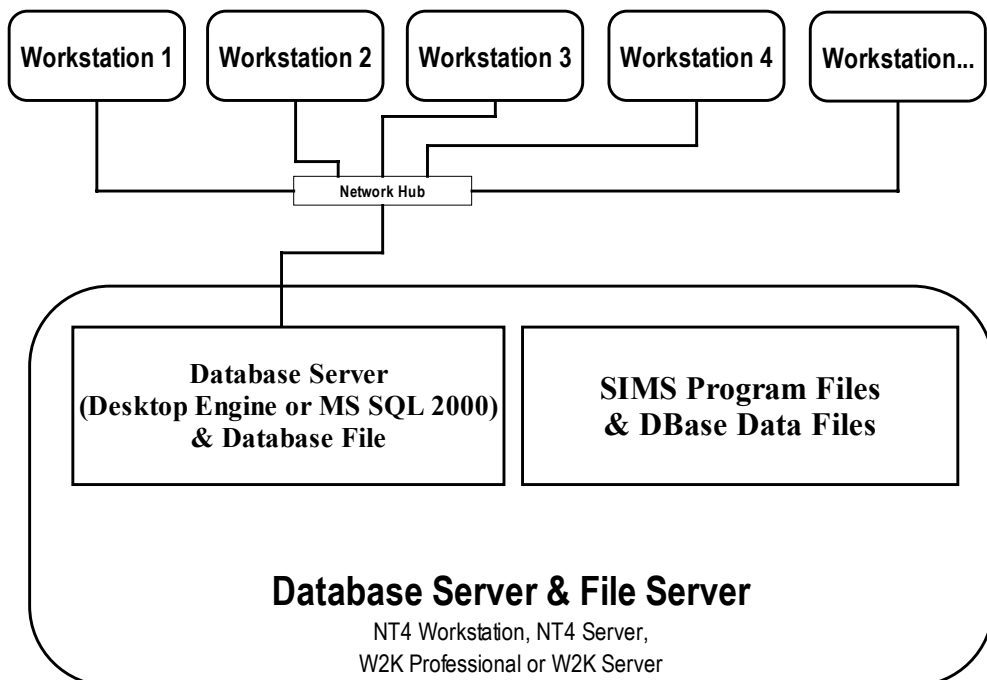 Workstation 1
Workstation 2
Workstation 3
Workstation 4
Workstation...
Network Hub
Database Server
(Desktop Engine or MS SQL 2000)
& Database File
SIMS Program Files
& DBase Data Files
Database Server & File Server
NT4 Workstation, NT4 Server,
W2K Professional or W2K Server